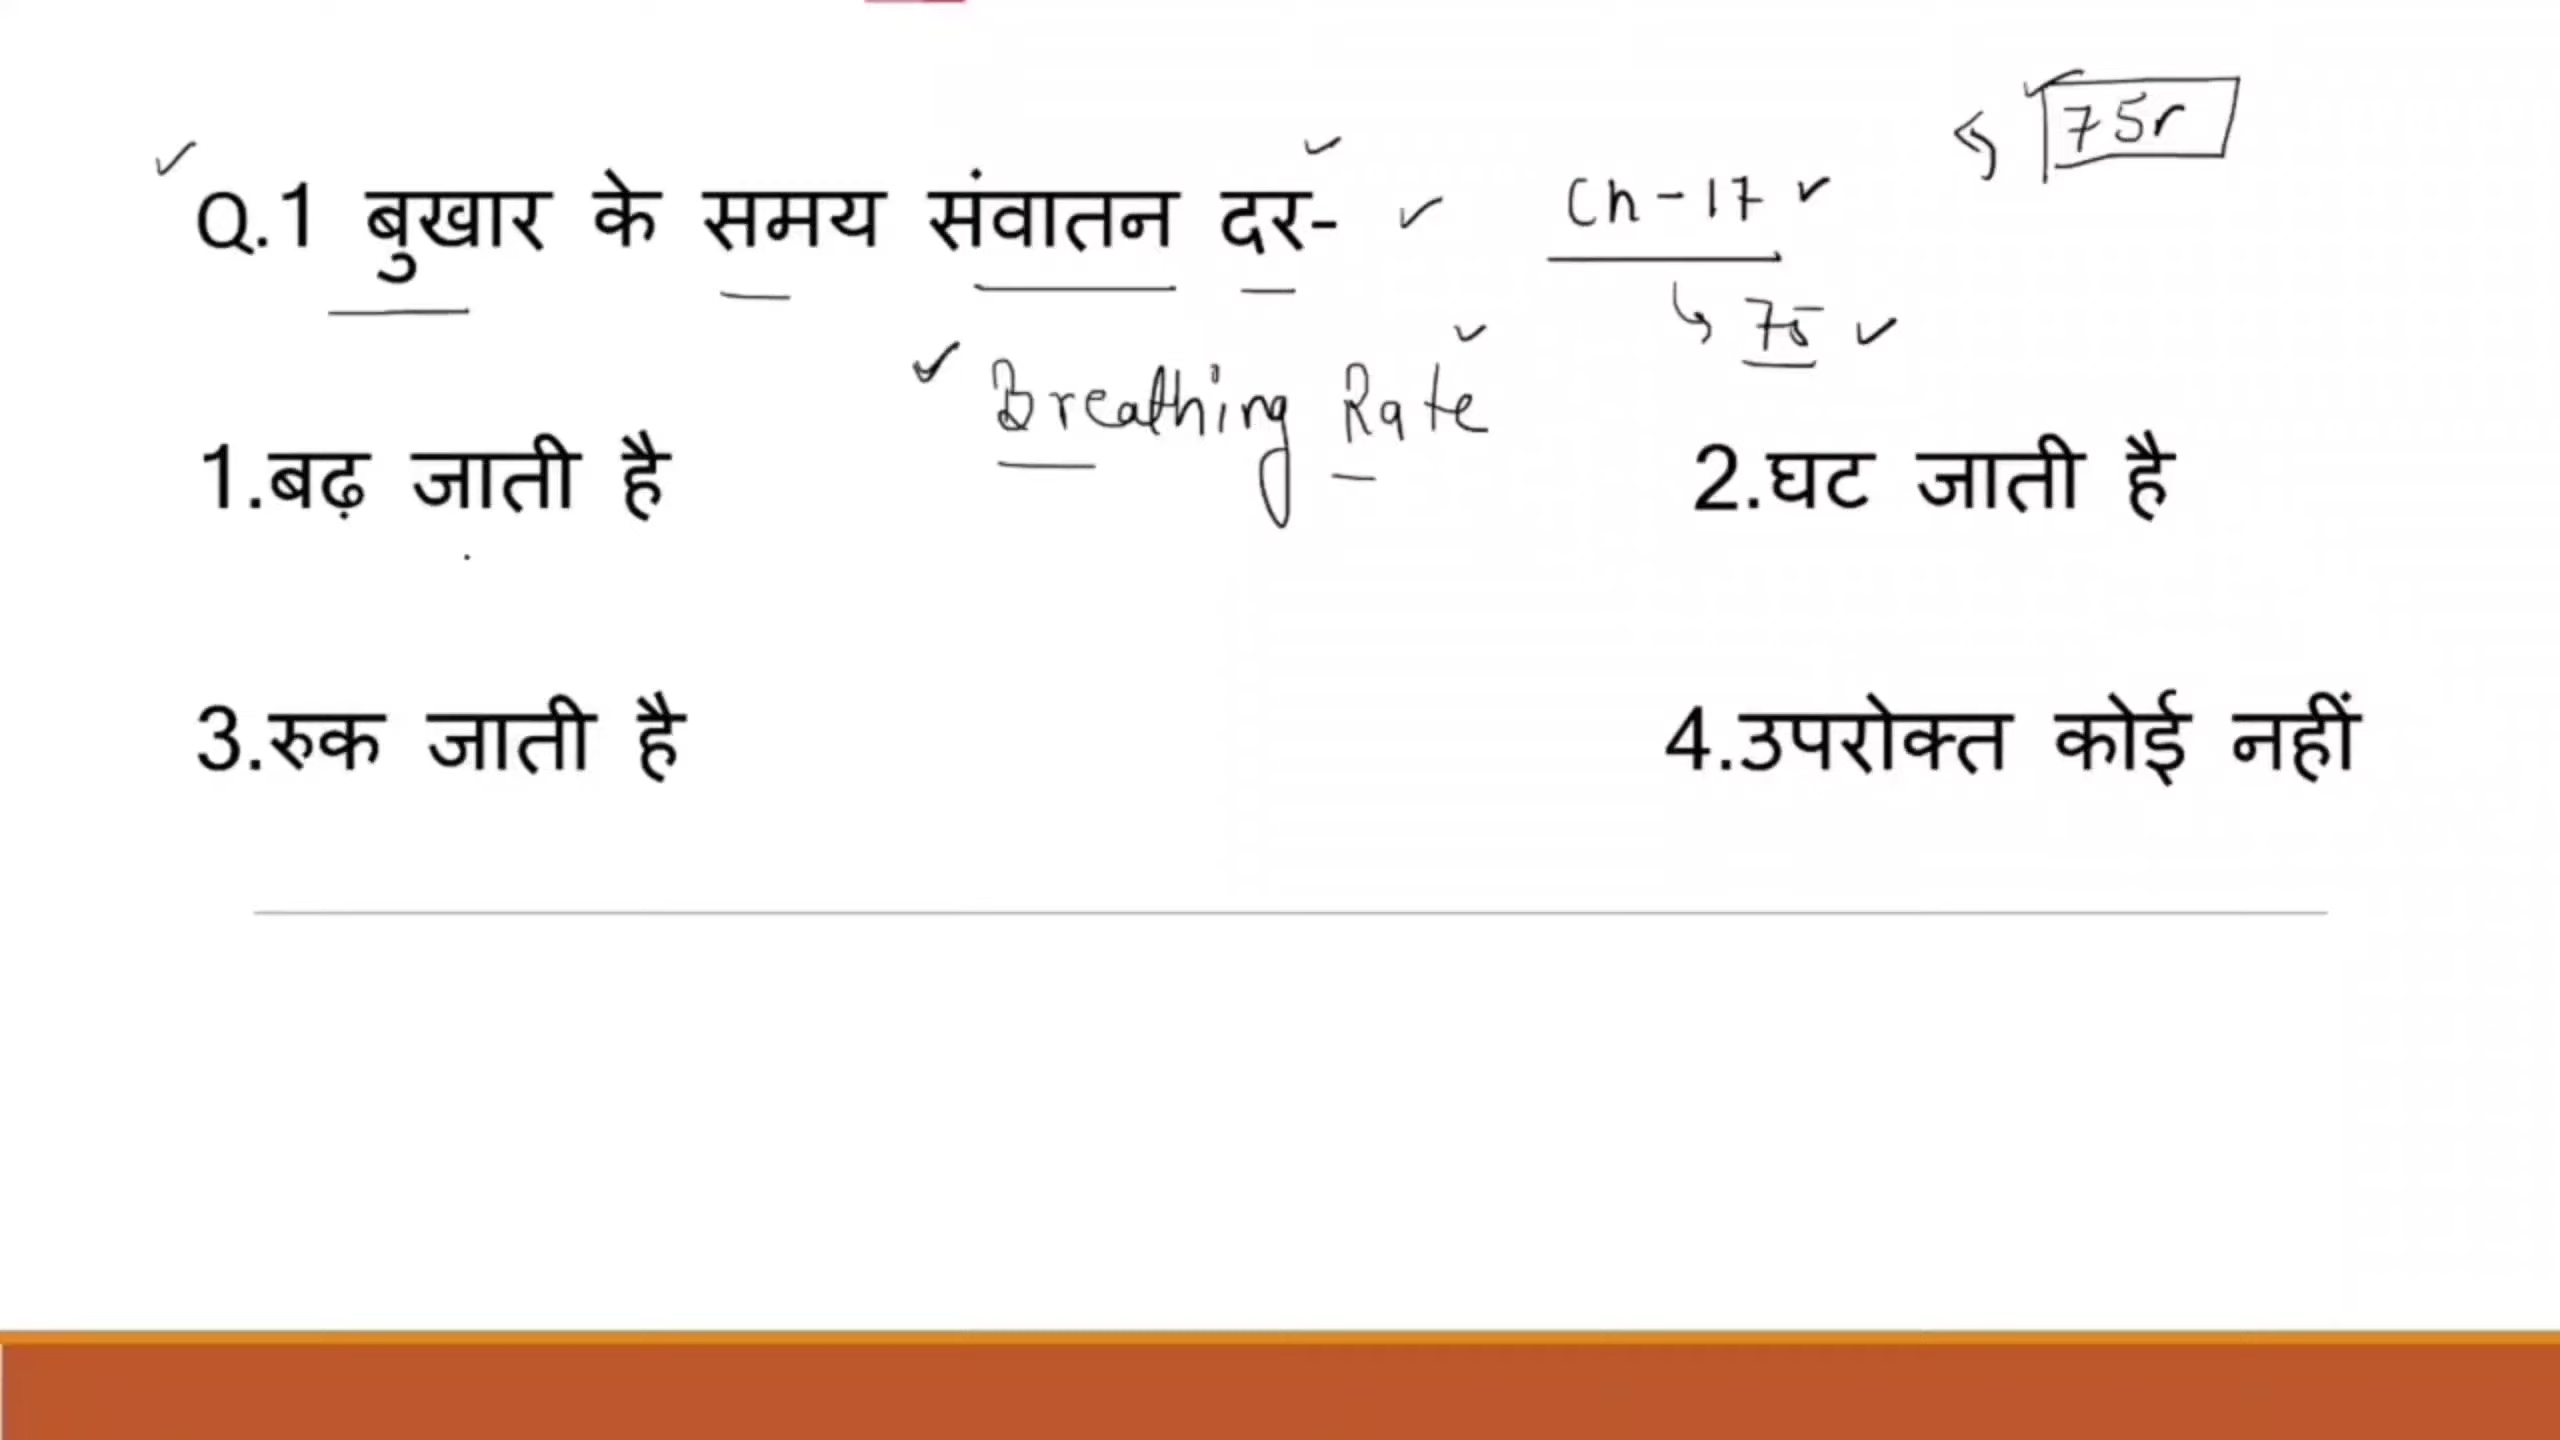 75r
Q.1 बुखार के समय संवातन दर-
Ch-17
75
Breathing Rate
1.बढ़ जाती है
2.घट जाती है
3.रुक जाती है
4.उपरोक्त कोई नहीं